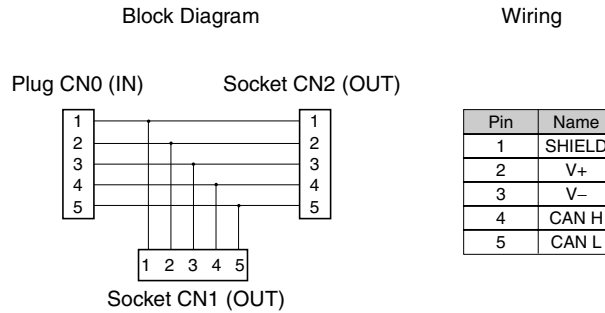 Block Diagram
Wiring
Plug CN0 (IN)
Socket CN2 (OUT)
1
2
3
4
5
1
2
3
4
5
1 2 3 4 5
Socket CN1 (OUT)
Pin Name
1 SHIELD
2 V+
3 V–
4 CAN H
5 CAN L